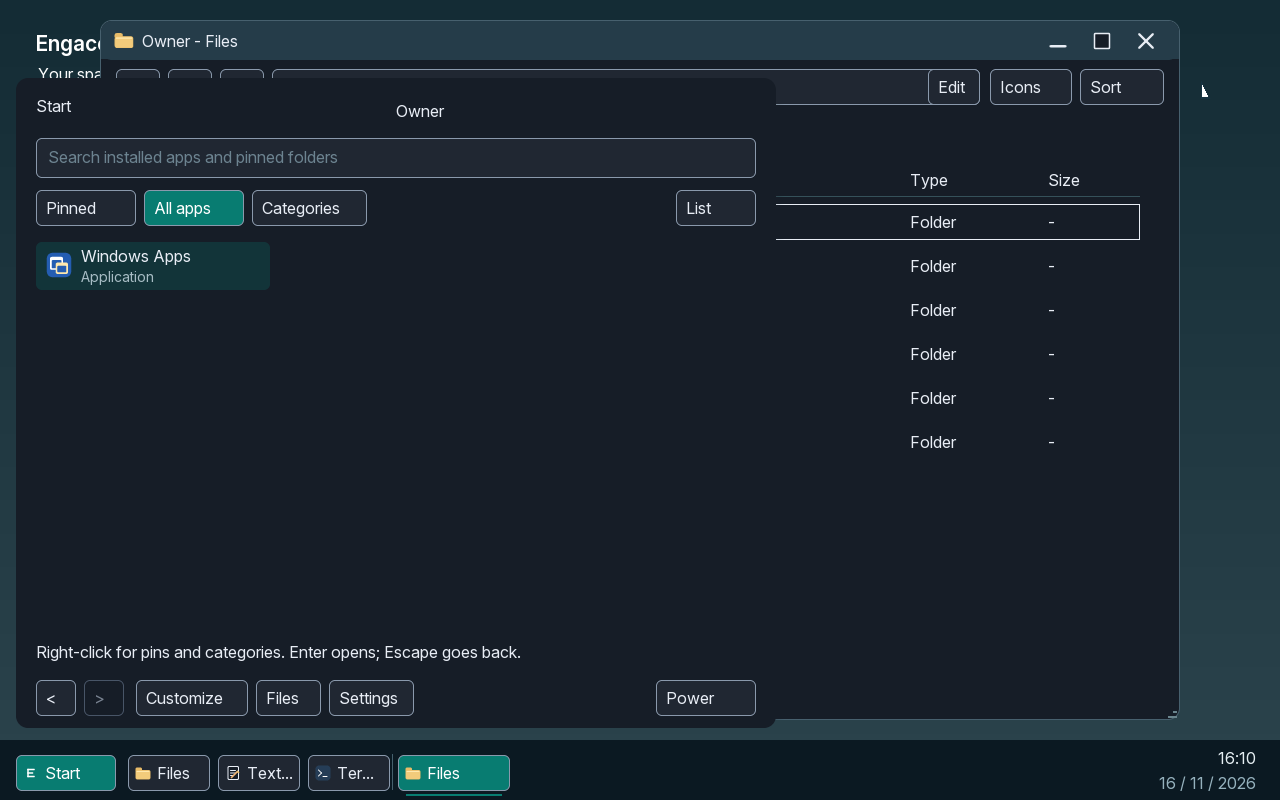 Owner - Files
Your spa
Edit
Icons
Sort
Start
Owner
Search installed apps and pinned folders
Pinned
All apps
Categories
List
Type
Size
Windows Apps
Application
Folder
-
Folder
-
Folder
-
Folder
-
Folder
-
Folder
-
Right-click for pins and categories. Enter opens; Escape goes back.
<
>
Customize
Files
Settings
Power
E Start
Files
Text...
Ter...
Files
16:10
16 / 11 / 2026